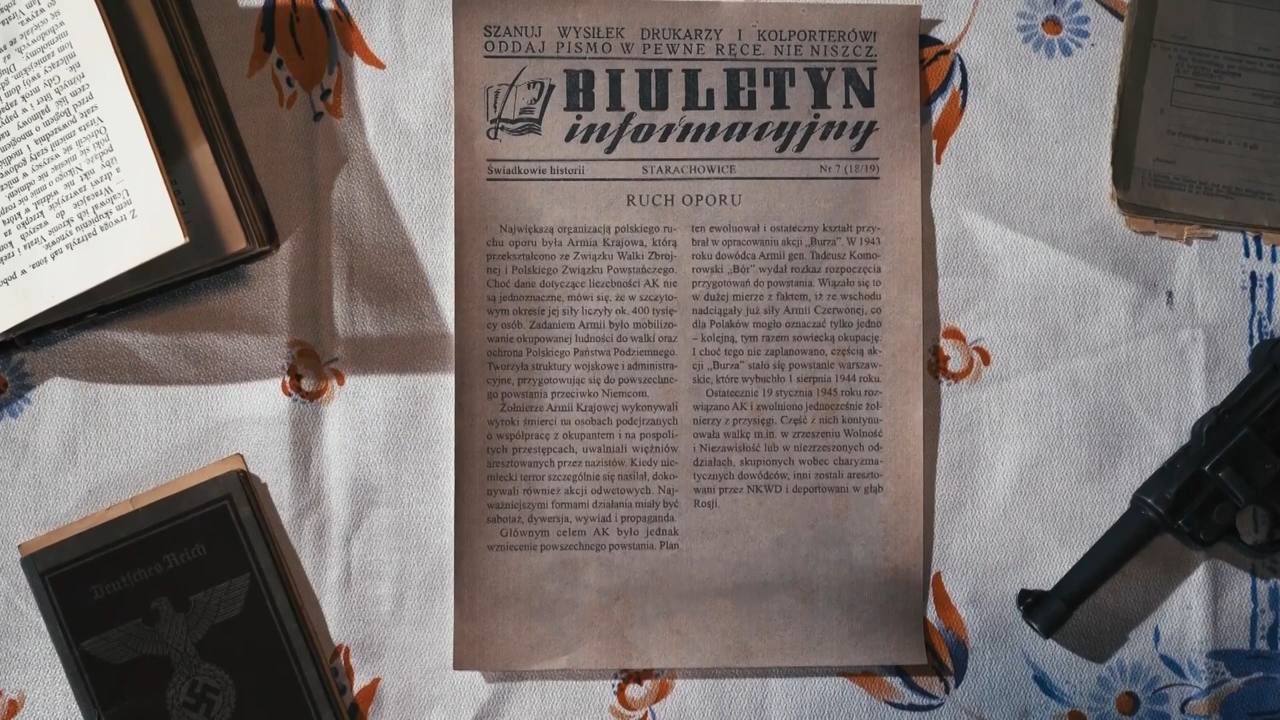 SZANUJ WYSIŁEK DRUKARZY I KOLPORTERÓW!
ODDAJ PISMO W PEWNE RĘCE. NIE NISZCZ.
BIULETYN
informacyjny
Świadkowie historii STARACHOWICE Nr 7 (18/19)
RUCH OPORU
Największą organizacją polskiego ru-
chu oporu była Armia Krajowa, którą
przekształcono ze Związku Walki Zbroj-
nej i Polskiego Związku Powstańczego.
Choć dane dotyczące liczebności AK nie
są jednoznaczne, mówi się, że w szczyto-
wym okresie jej siły liczyły ok. 400 tysię-
cy osób. Zadaniem Armii było mobilizo-
wanie okupowanej ludności do walki oraz
ochrona Polskiego Państwa Podziemnego.
Tworzyła struktury wojskowe i administra-
cyjne, przygotowując się do powszechne-
go powstania przeciwko Niemcom.
Żołnierze Armii Krajowej wykonywali
wyroki śmierci na osobach podejrzanych
o współpracę z okupantem i na pospoli-
tych przestępcach, uwalniali więźniów
aresztowanych przez nazistów. Kiedy nie-
miecki terror szczególnie się nasilał, doko-
nywali również akcji odwetowych. Naj-
ważniejszymi formami działania miały być
sabotaż, dywersja, wywiad i propaganda.
Głównym celem AK było jednak
wzniecenie powszechnego powstania. Plan
ten ewoluował i ostateczny kształt przy-
brał w opracowaniu akcji „Burza”. W 1943
roku dowódca Armii gen. Tadeusz Komo-
rowski „Bór” wydał rozkaz rozpoczęcia
przygotowań do powstania. Wiązało się to
w dużej mierze z faktem, iż ze wschodu
nadciągały już siły Armii Czerwonej, co
dla Polaków mogło oznaczać tylko jedno
– kolejną, tym razem sowiecką okupację.
I choć tego nie zaplanowano, częścią ak-
cji „Burza” stało się powstanie warszaw-
skie, które wybuchło 1 sierpnia 1944 roku.
Ostatecznie 19 stycznia 1945 roku roz-
wiązano AK i zwolniono jednocześnie żoł-
nierzy z przysięgi. Część z nich kontynu-
owała walkę m.in. w zrzeszeniu Wolność
i Niezawisłość lub w niezrzeszonych od-
działach, skupionych wobec charyzma-
tycznych dowódców, inni zostali areszto-
wani przez NKWD i deportowani w głąb
Rosji.
Deutsches Reich